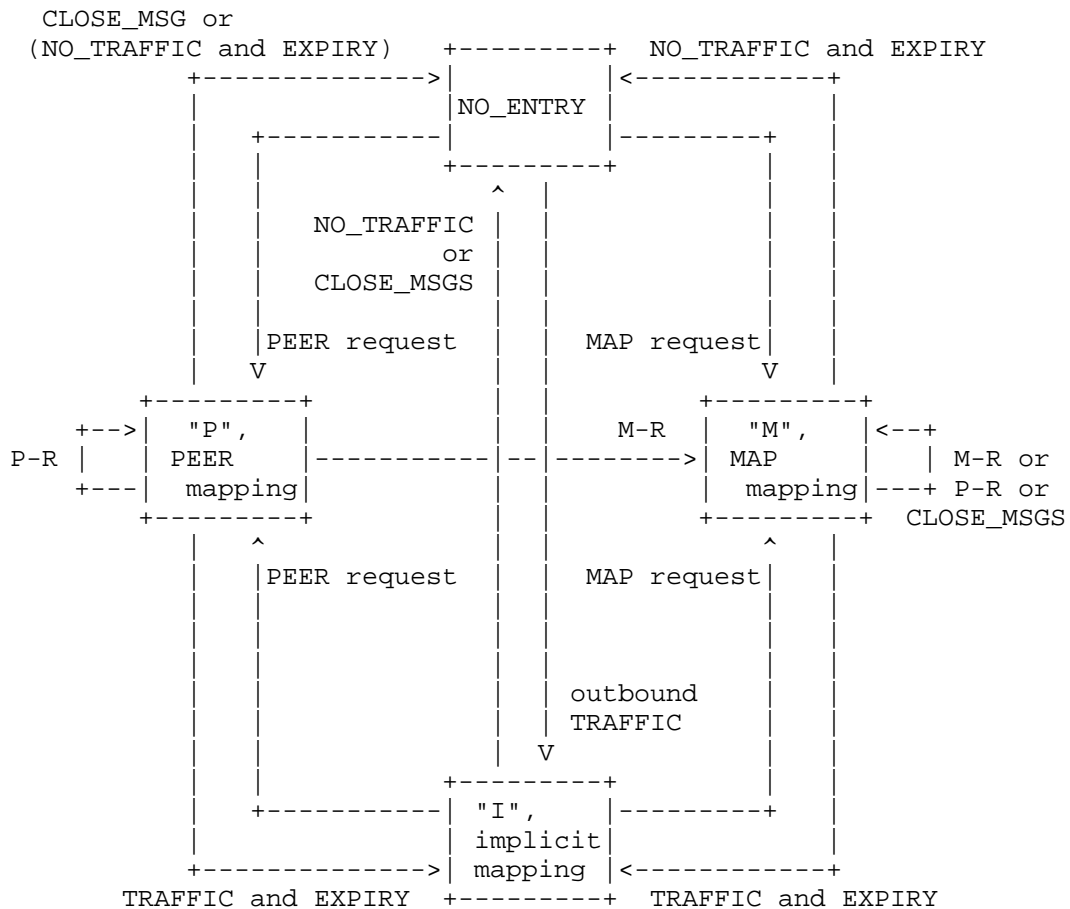 CLOSE_MSG or
(NO_TRAFFIC and EXPIRY) NO_TRAFFIC and EXPIRY
NO_ENTRY
NO_TRAFFIC
or
CLOSE_MSGS
PEER request MAP request
"P", M-R "M",
P-R PEER MAP M-R or
mapping mapping P-R or
CLOSE_MSGS
PEER request MAP request
outbound
TRAFFIC
"I",
implicit
mapping
TRAFFIC and EXPIRY TRAFFIC and EXPIRY